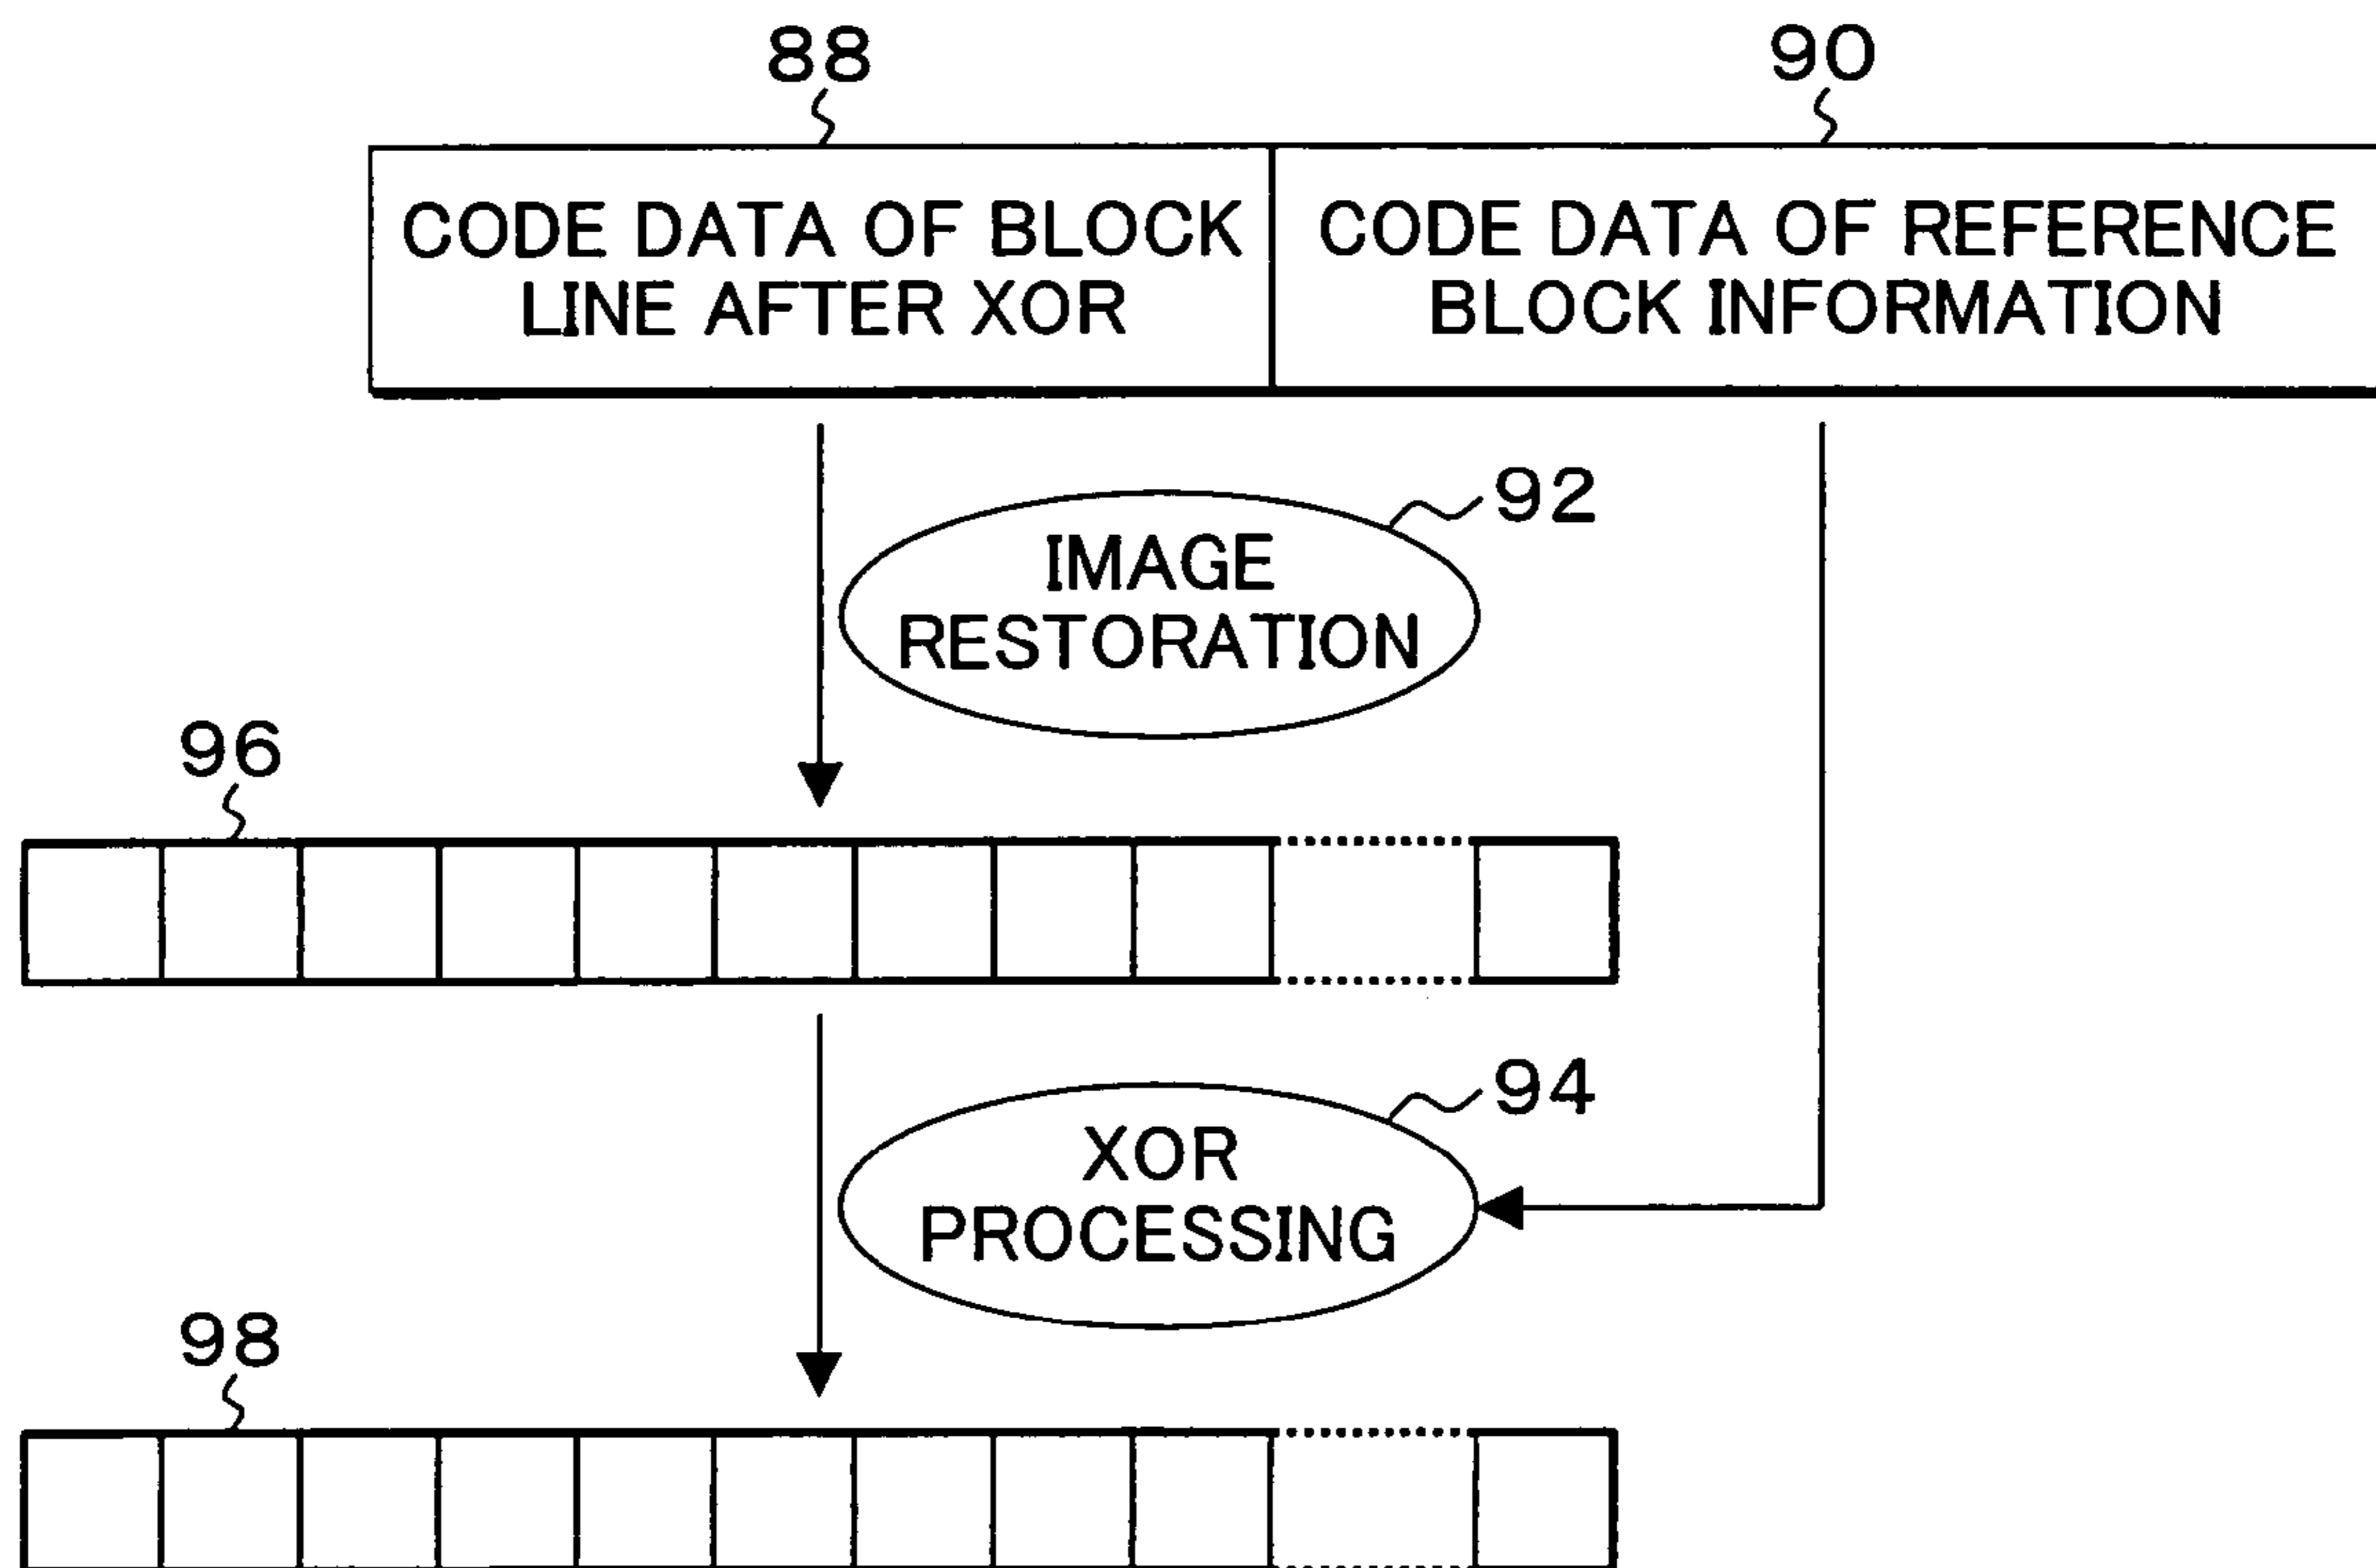 88
90
CODE DATA OF BLOCK
LINE AFTER XOR
CODE DATA OF REFERENCE
BLOCK INFORMATION
92
IMAGE
RESTORATION
96
94
XOR
PROCESSING
98